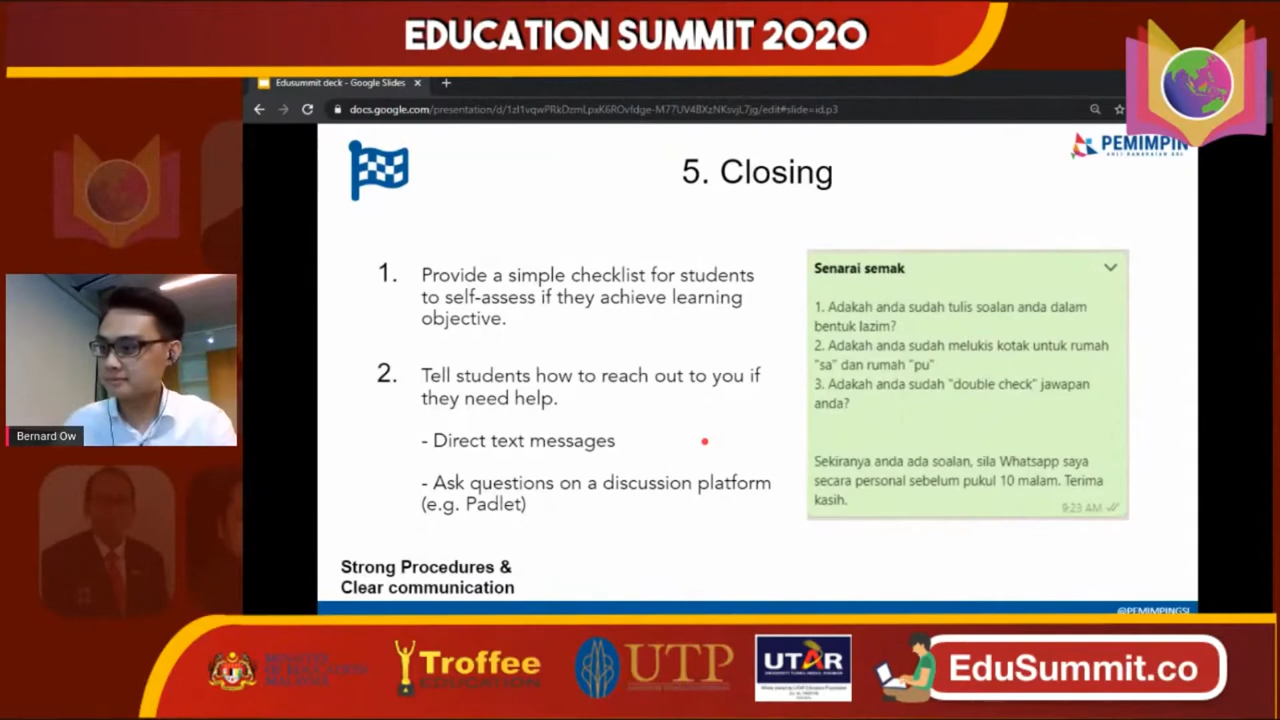 EDUCATION SUMMIT 2020
Edusummit deck - Google Slides
docs.google.com/presentation/d/1zI1vqwPRkDzmLpxK6ROvfdge-M77UV4BXzNKsvjL7jg/edit#slide=id.p3
PEMIMPIN
5. Closing
1. Provide a simple checklist for students
to self-assess if they achieve learning
objective.
2. Tell students how to reach out to you if
they need help.
- Direct text messages
- Ask questions on a discussion platform
(e.g. Padlet)
Senarai semak
1. Adakah anda sudah tulis soalan anda dalam
bentuk lazim?
2. Adakah anda sudah melukis kotak untuk rumah
"sa" dan rumah "pu"
3. Adakah anda sudah "double check" jawapan
anda?
Sekiranya anda ada soalan, sila Whatsapp saya
secara personal sebelum pukul 10 malam. Terima
kasih.
9:23 AM
Bernard Ow
Strong Procedures &
Clear communication
@PEMIMPINGSL
MINISTRY
OF EDUCATION
MALAYSIA
Troffee
EDUCATION
UTP
UTAR
EduSummit.co